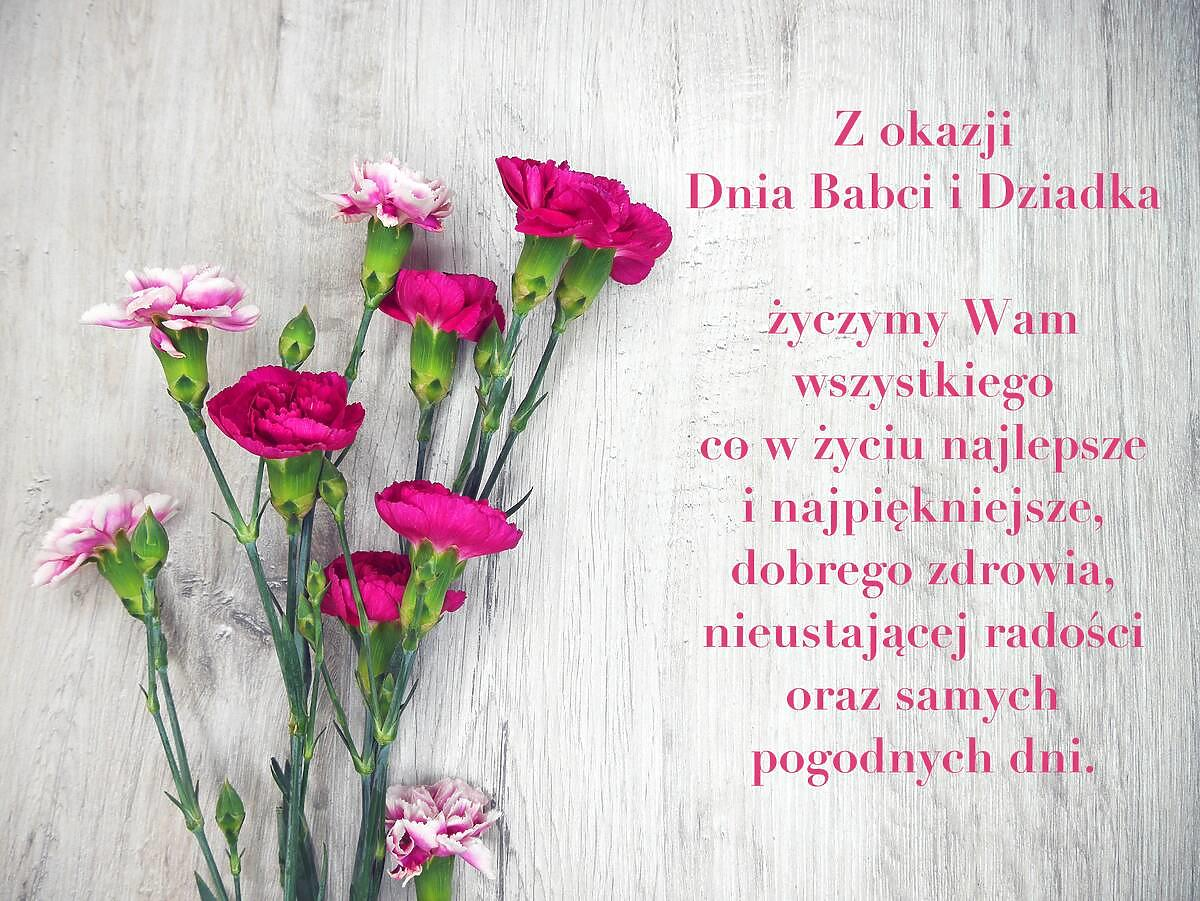 Z okazji
Dnia Babci i Dziadka
życzymy Wam
wszystkiego
co w życiu najlepsze
i najpiękniejsze,
dobrego zdrowia,
nieustającej radości
oraz samych
pogodnych dni.